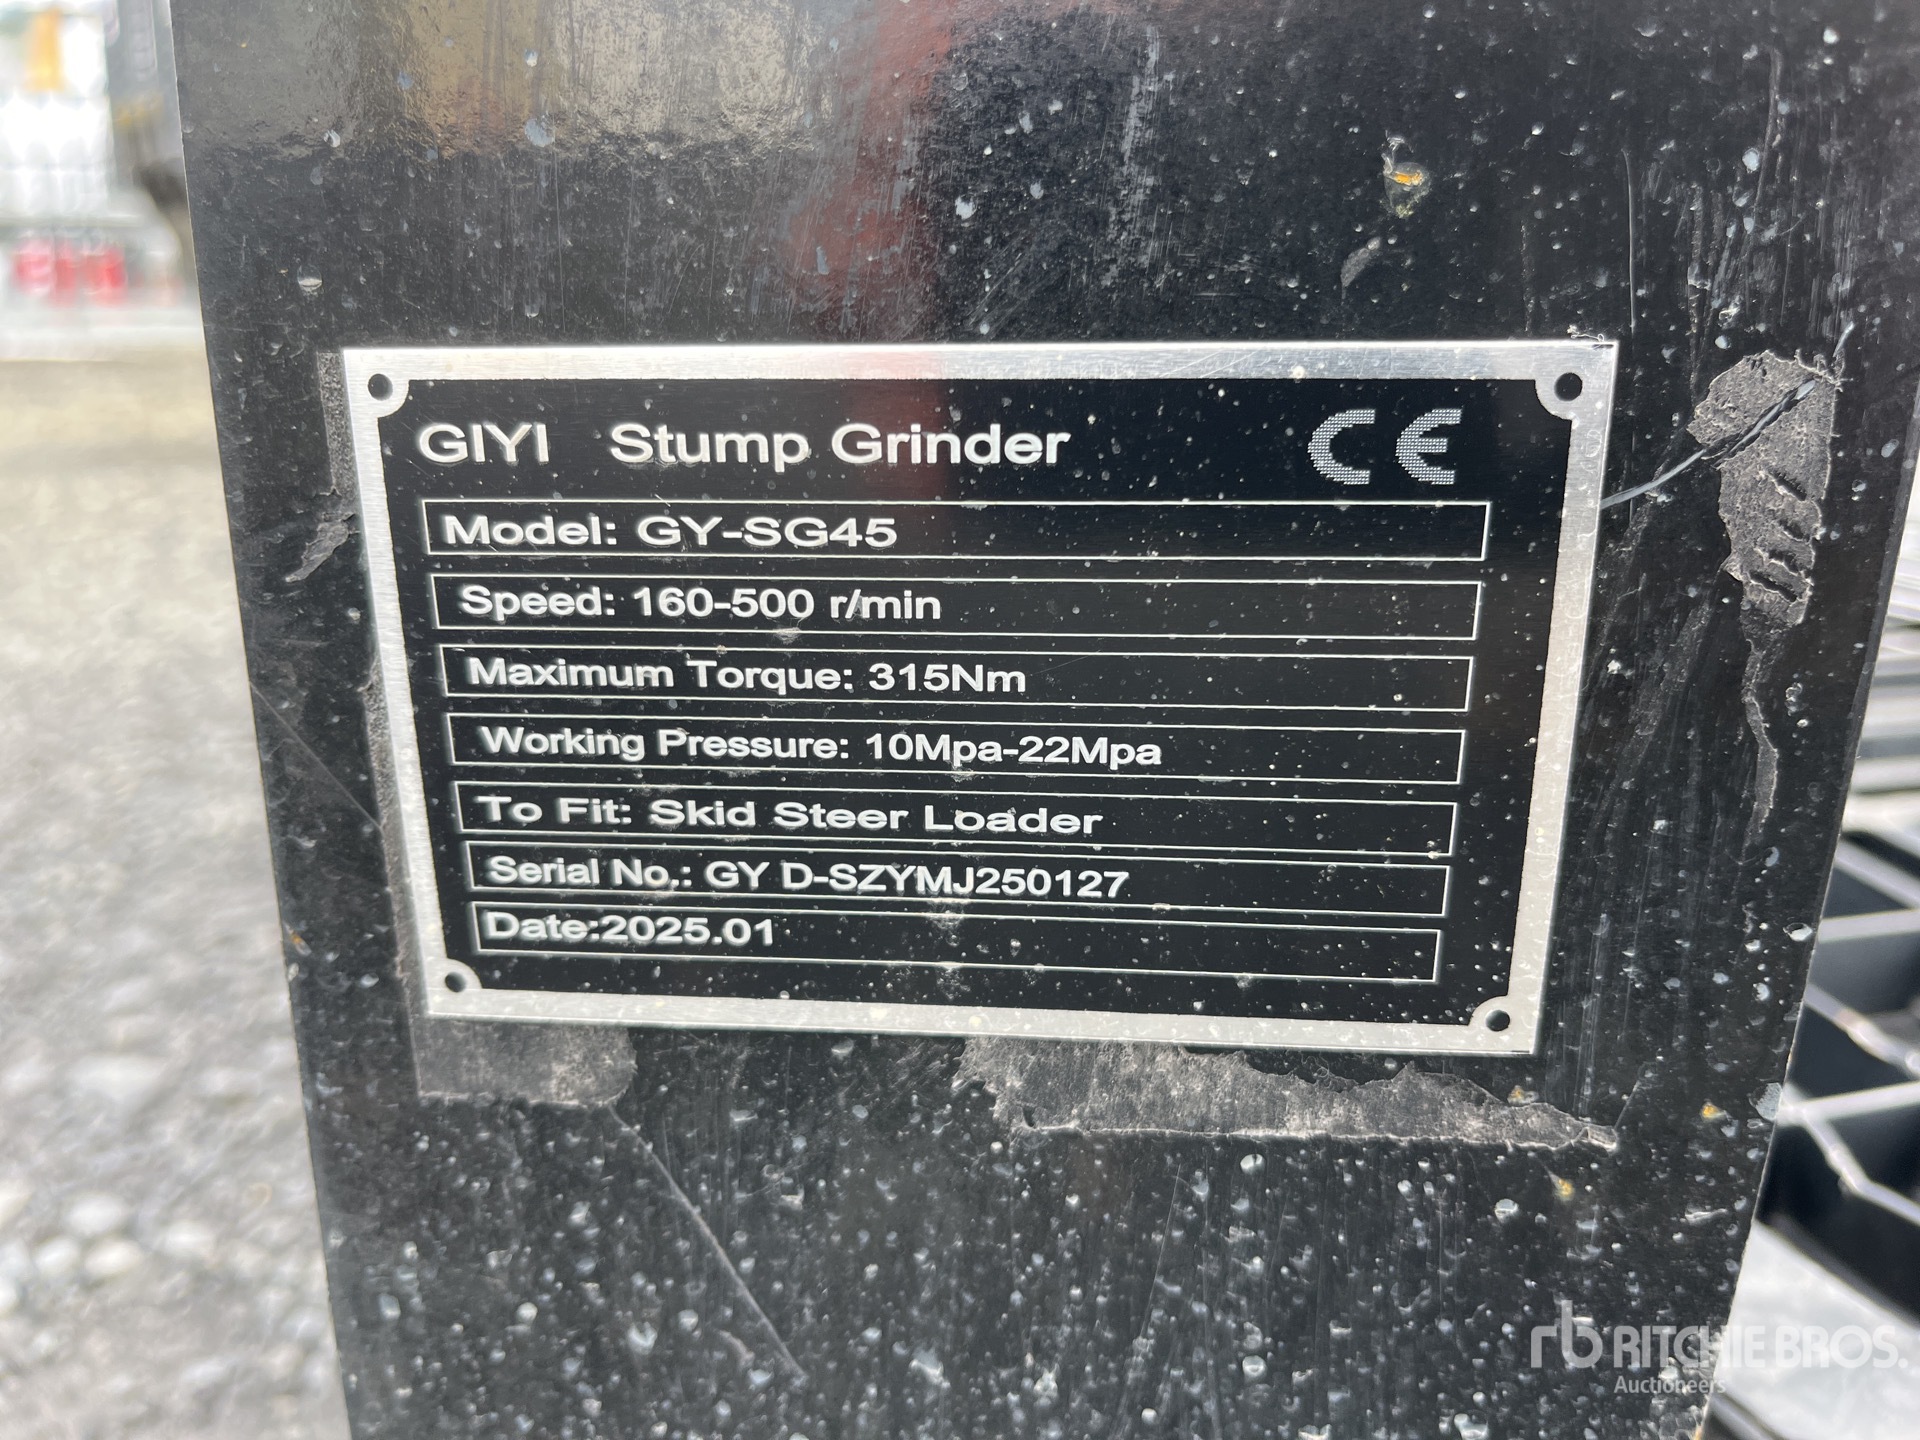 GIYI Stump Grinder CE
Model: GY-SG45
Speed: 160-500 r/min
Maximum Torque: 315Nm
Working Pressure: 10Mpa-22Mpa
To Fit: Skid Steer Loader
Serial No.: GY D-SZYMJ250127
Date:2025.01
rb RITCHIE BROS.
Auctioneers